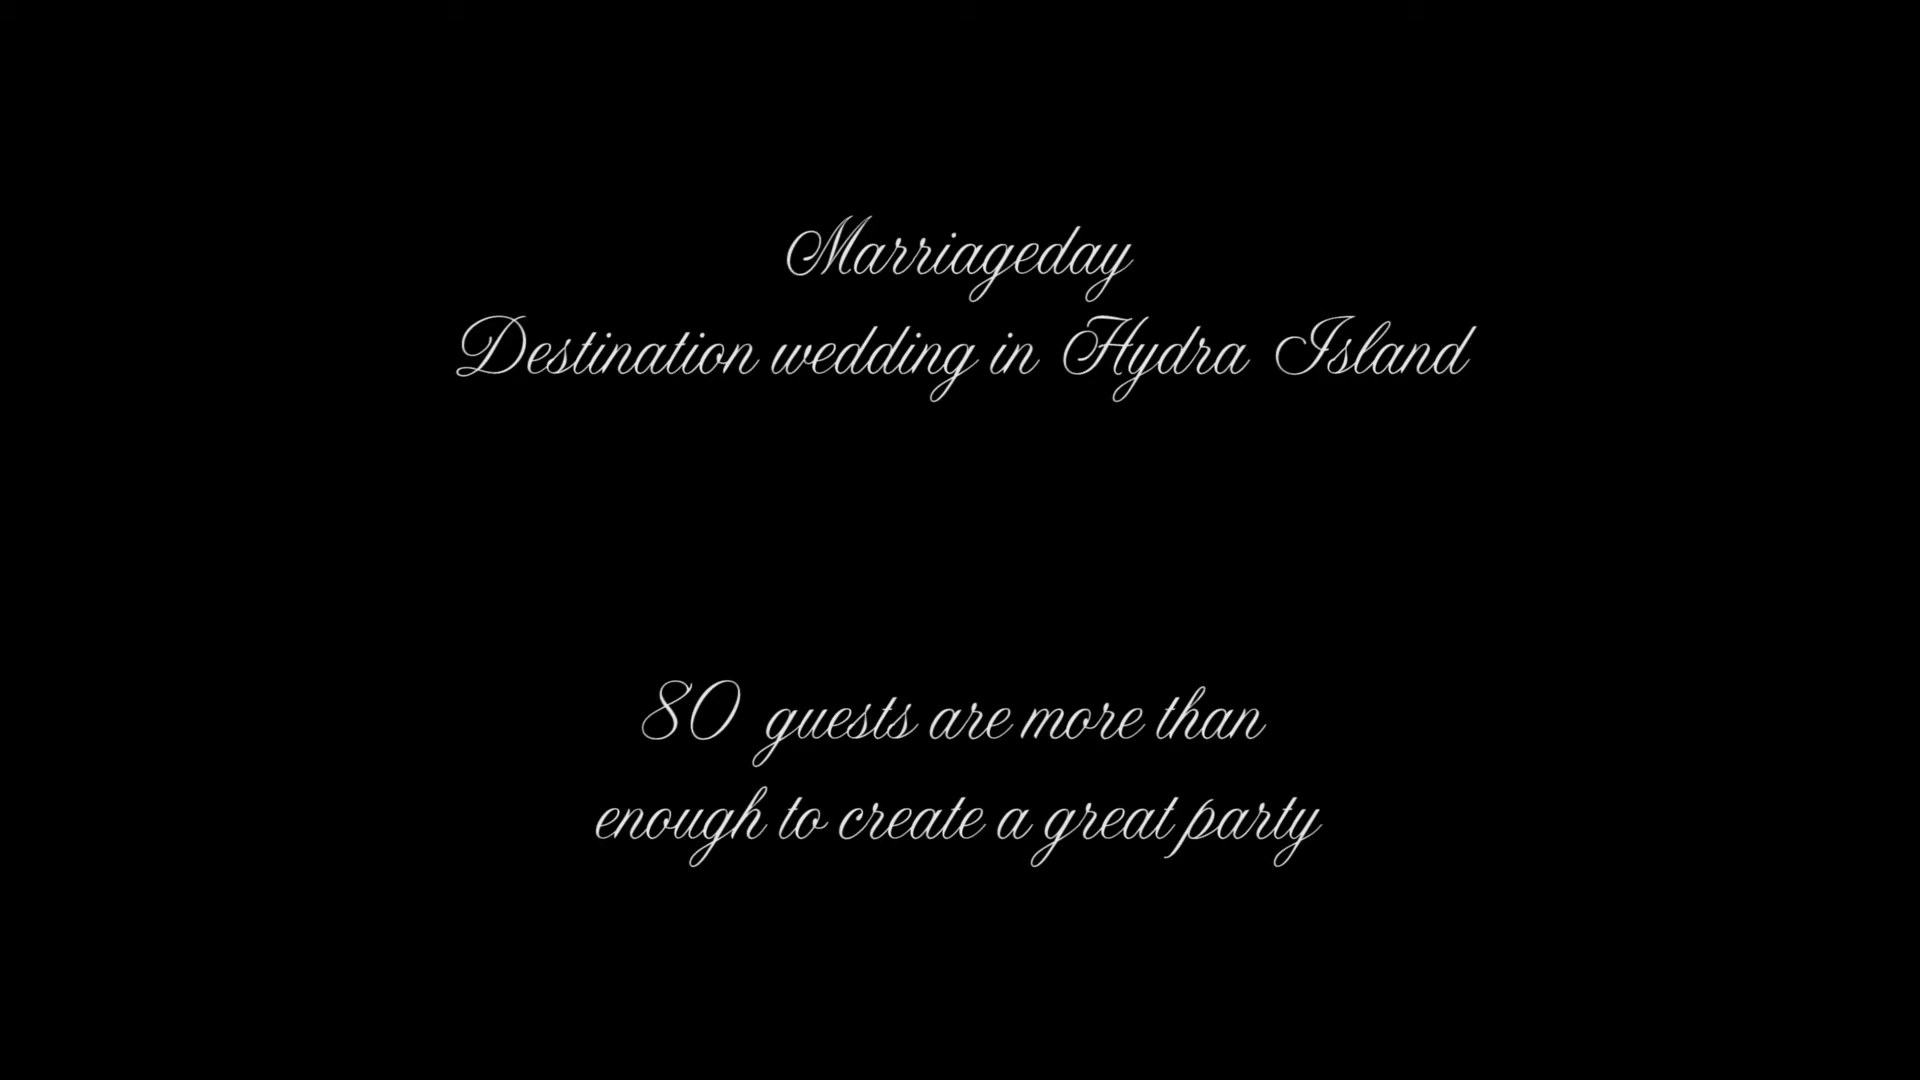 Marriageday
Destination wedding in Hydra Island
80 guests are more than
enough to create a great party